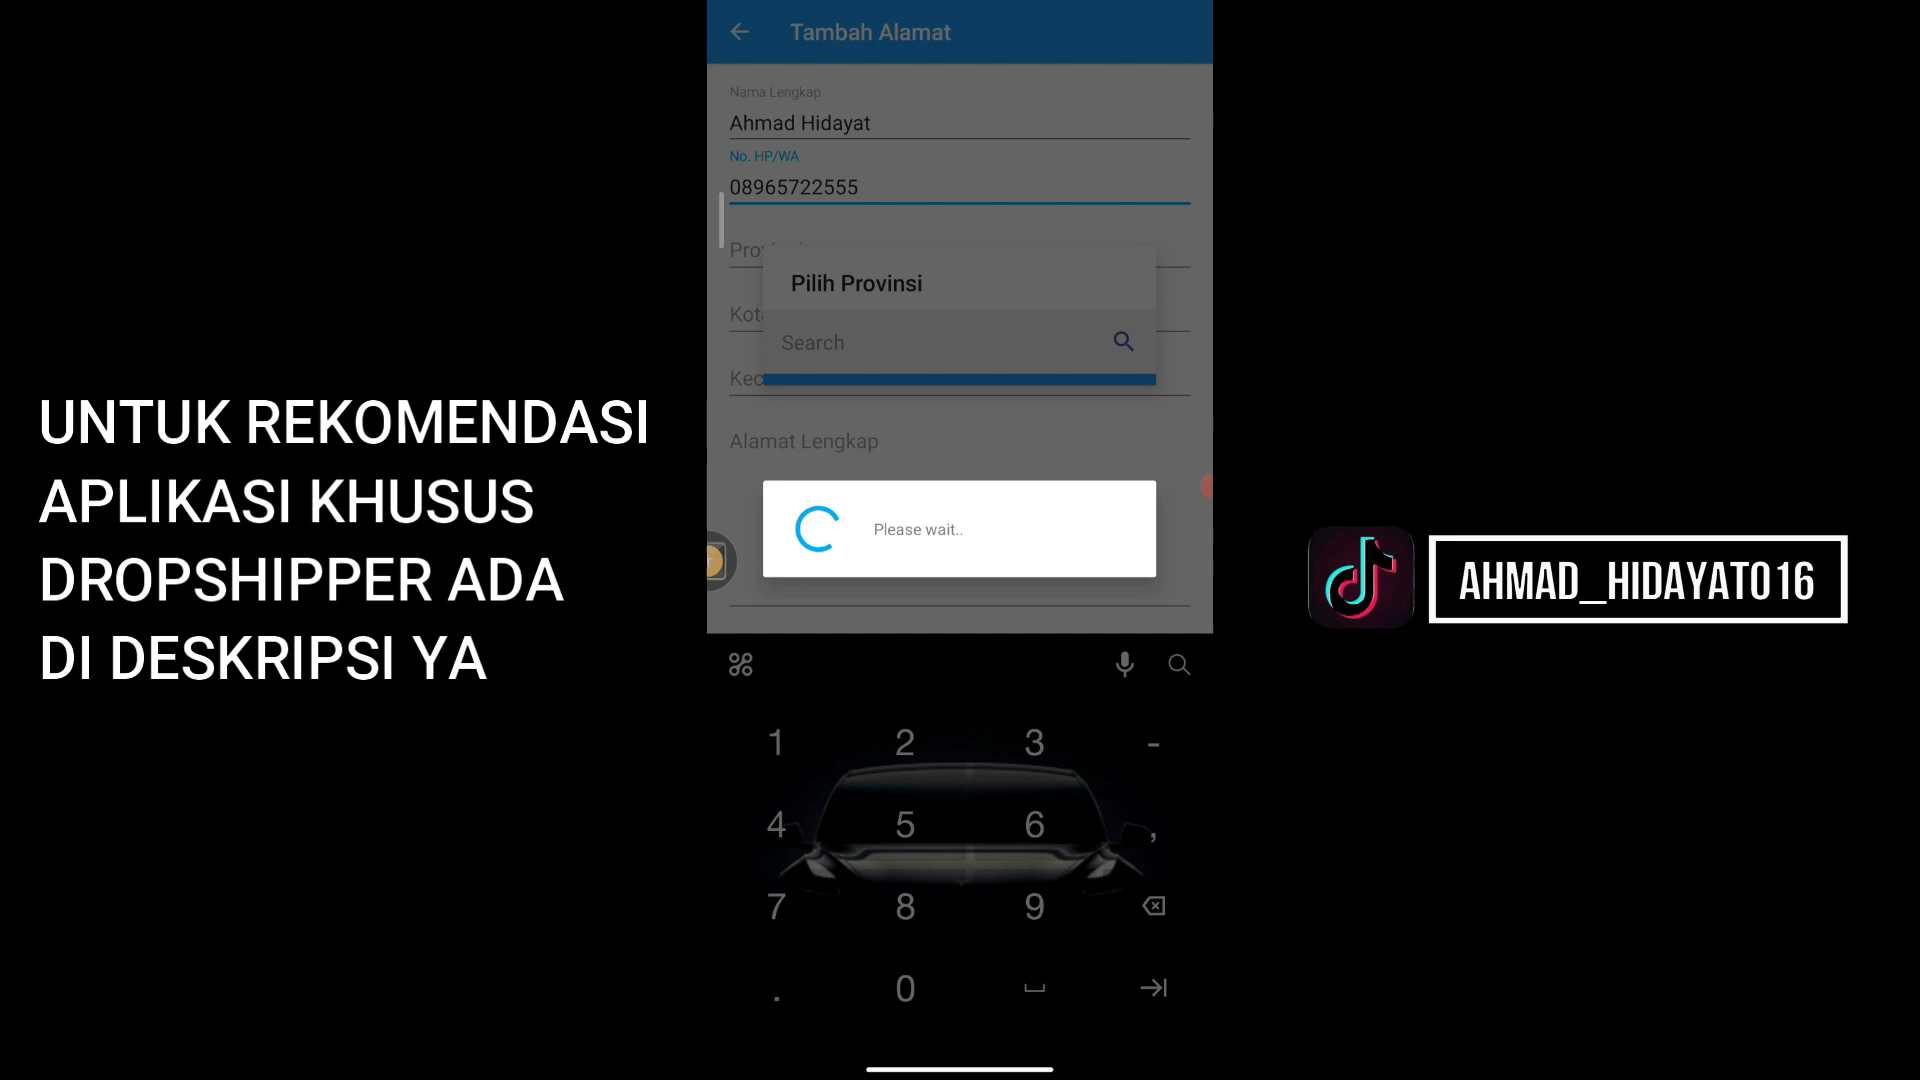 Tambah Alamat
Nama Lengkap
Ahmad Hidayat
No. HP/WA
08965722555
Pilih Provinsi
Search
Alamat Lengkap
Please wait..
UNTUK REKOMENDASI
APLIKASI KHUSUS
DROPSHIPPER ADA
DI DESKRIPSI YA
AHMAD_HIDAYAT016
1 2 3 -
4 5 6 ,
7 8 9
. 0